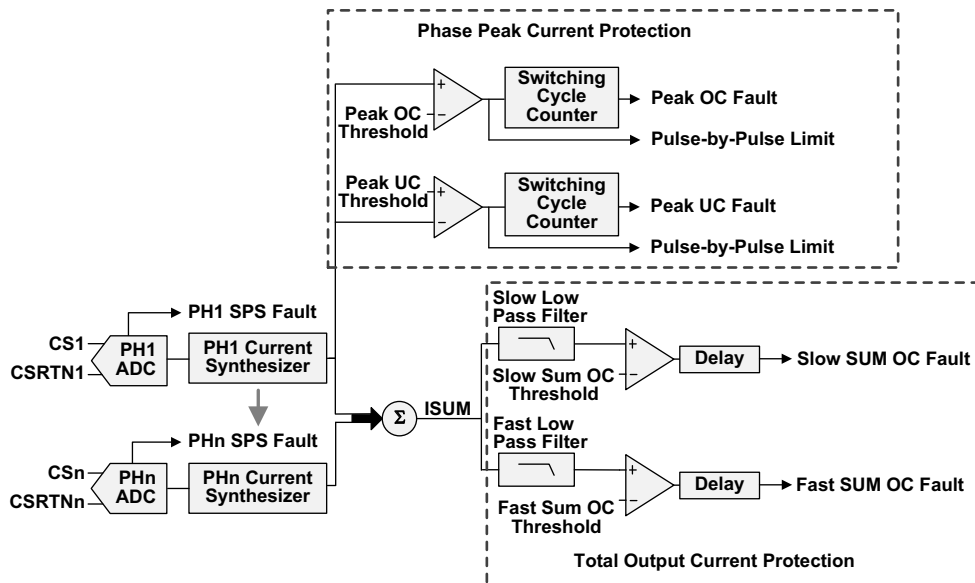 Phase Peak Current Protection
+
Peak OC
Threshold
−
Switching
Cycle
Counter
Peak OC Fault
Pulse-by-Pulse Limit
Peak UC
Threshold
+
−
Switching
Cycle
Counter
Peak UC Fault
Pulse-by-Pulse Limit
PH1 SPS Fault
CS1
CSRTN1
PH1
ADC
PH1 Current
Synthesizer
PHn SPS Fault
CSn
CSRTNn
PHn
ADC
PHn Current
Synthesizer
Σ
ISUM
Slow Low
Pass Filter
+
Slow Sum OC
Threshold
−
Delay
Slow SUM OC Fault
Fast Low
Pass Filter
+
Fast Sum OC
Threshold
−
Delay
Fast SUM OC Fault
Total Output Current Protection